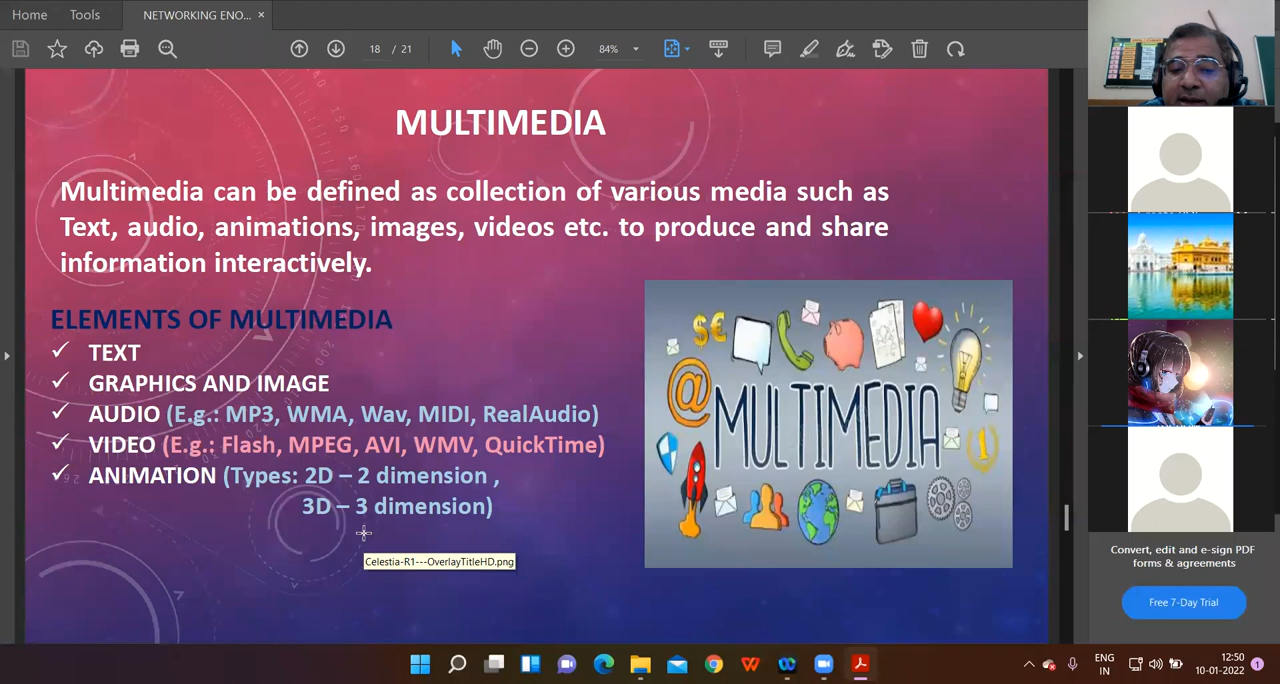 Home
Tools
NETWORKING ENO... ×
18 / 21
84%
MULTIMEDIA
Multimedia can be defined as collection of various media such as
Text, audio, animations, images, videos etc. to produce and share
information interactively.
ELEMENTS OF MULTIMEDIA
✓ TEXT
✓ GRAPHICS AND IMAGE
✓ AUDIO (E.g.: MP3, WMA, Wav, MIDI, RealAudio)
✓ VIDEO (E.g.: Flash, MPEG, AVI, WMV, QuickTime)
✓ ANIMATION (Types: 2D – 2 dimension ,
3D – 3 dimension)
$€
@MULTIMEDIA
1
Celestia-R1---OverlayTitleHD.png
Convert, edit and e-sign PDF
forms & agreements
Free 7-Day Trial
ENG
IN
12:50
10-01-2022
1